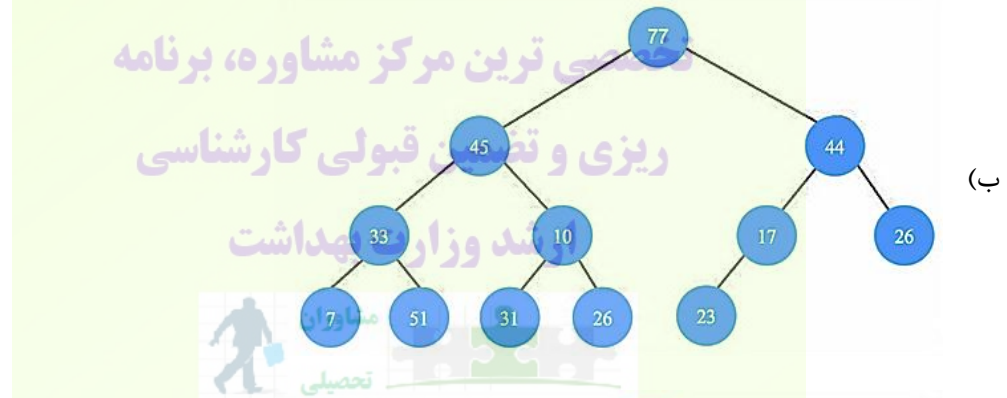 77
تخصصی ترین مرکز مشاوره، برنامه
45
44
ریزی و تضمین قبولی کارشناسی
ب)
33
10
17
26
ارشد وزارت بهداشت
7
51
31
26
23
مشاوران
تحصیلی